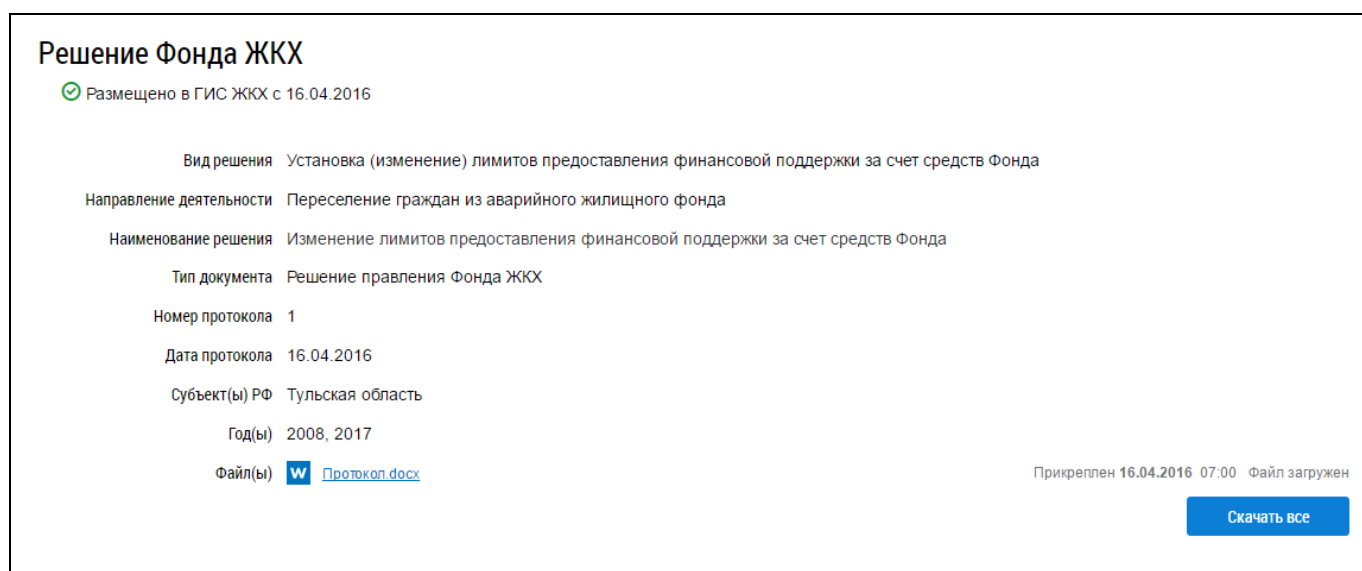 Решение Фонда ЖКХ
Размещено в ГИС ЖКХ с 16.04.2016
Вид решения Установка (изменение) лимитов предоставления финансовой поддержки за счет средств Фонда
Направление деятельности Переселение граждан из аварийного жилищного фонда
Наименование решения Изменение лимитов предоставления финансовой поддержки за счет средств Фонда
Тип документа Решение правления Фонда ЖКХ
Номер протокола 1
Дата протокола 16.04.2016
Субъект(ы) РФ Тульская область
Год(ы) 2008, 2017
Файл(ы) W Протокол.docx Прикреплен 16.04.2016 07:00 Файл загружен
Скачать все